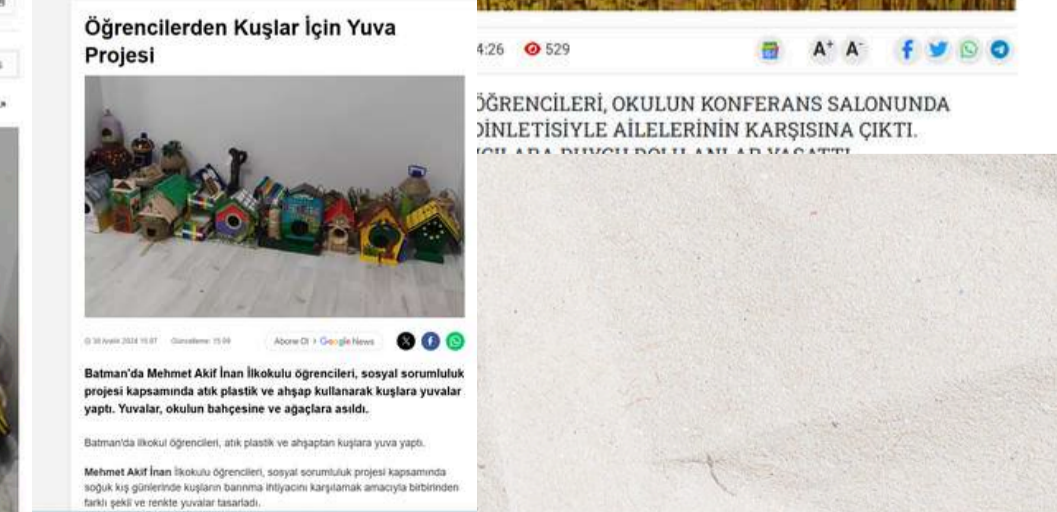 Öğrencilerden Kuşlar İçin Yuva
Projesi
Abone Ol Google News
Batman'da Mehmet Akif İnan İlkokulu öğrencileri, sosyal sorumluluk
projesi kapsamında atık plastik ve ahşap kullanarak kuşlara yuvalar
yaptı. Yuvalar, okulun bahçesine ve ağaçlara asıldı.
Batman'da ilkokul öğrencileri, atık plastik ve ahşaptan kuşlara yuva yaptı.
Mehmet Akif İnan İlkokulu öğrencileri, sosyal sorumluluk projesi kapsamında
soğuk kış günlerinde kuşların barınma ihtiyacını karşılamak amacıyla birbirinden
farklı şekil ve renkte yuvalar tasarladı.
4:26 529 A+ A-
ÖĞRENCİLERİ, OKULUN KONFERANS SALONUNDA
DİNLETİSİYLE AİLELERİNİN KARŞISINA ÇIKTI.